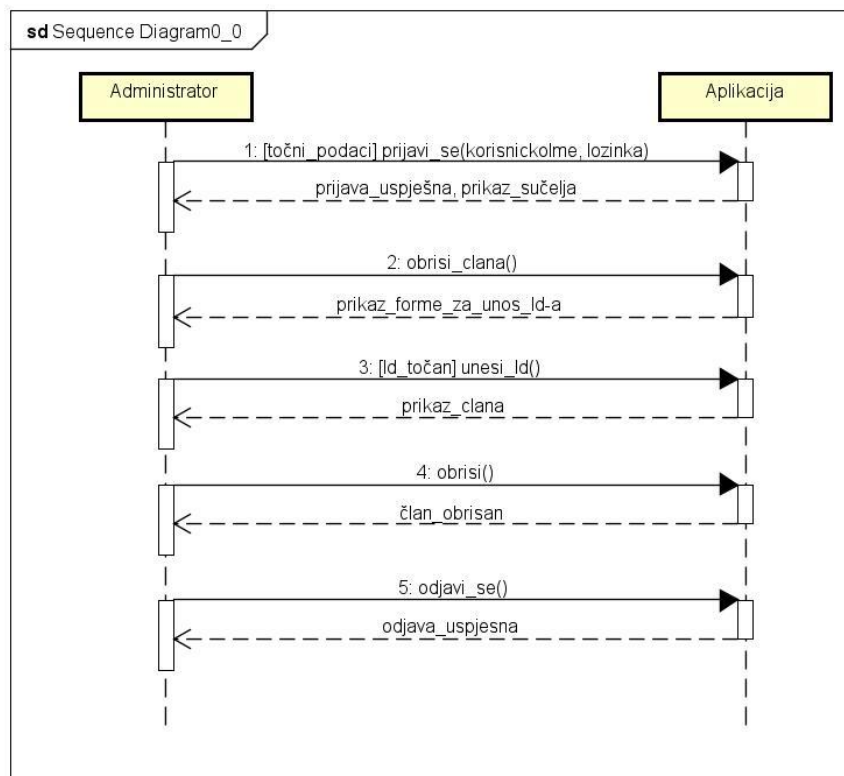 sd Sequence Diagram0_0
Administrator
Aplikacija
1: [točni_podaci] prijavi_se(korisnickoIme, lozinka)
prijava_uspješna, prikaz_sučelja
2: obrisi_clana()
prikaz_forme_za_unos_Id-a
3: [Id_točan] unesi_Id()
prikaz_clana
4: obrisi()
član_obrisan
5: odjavi_se()
odjava_uspjesna